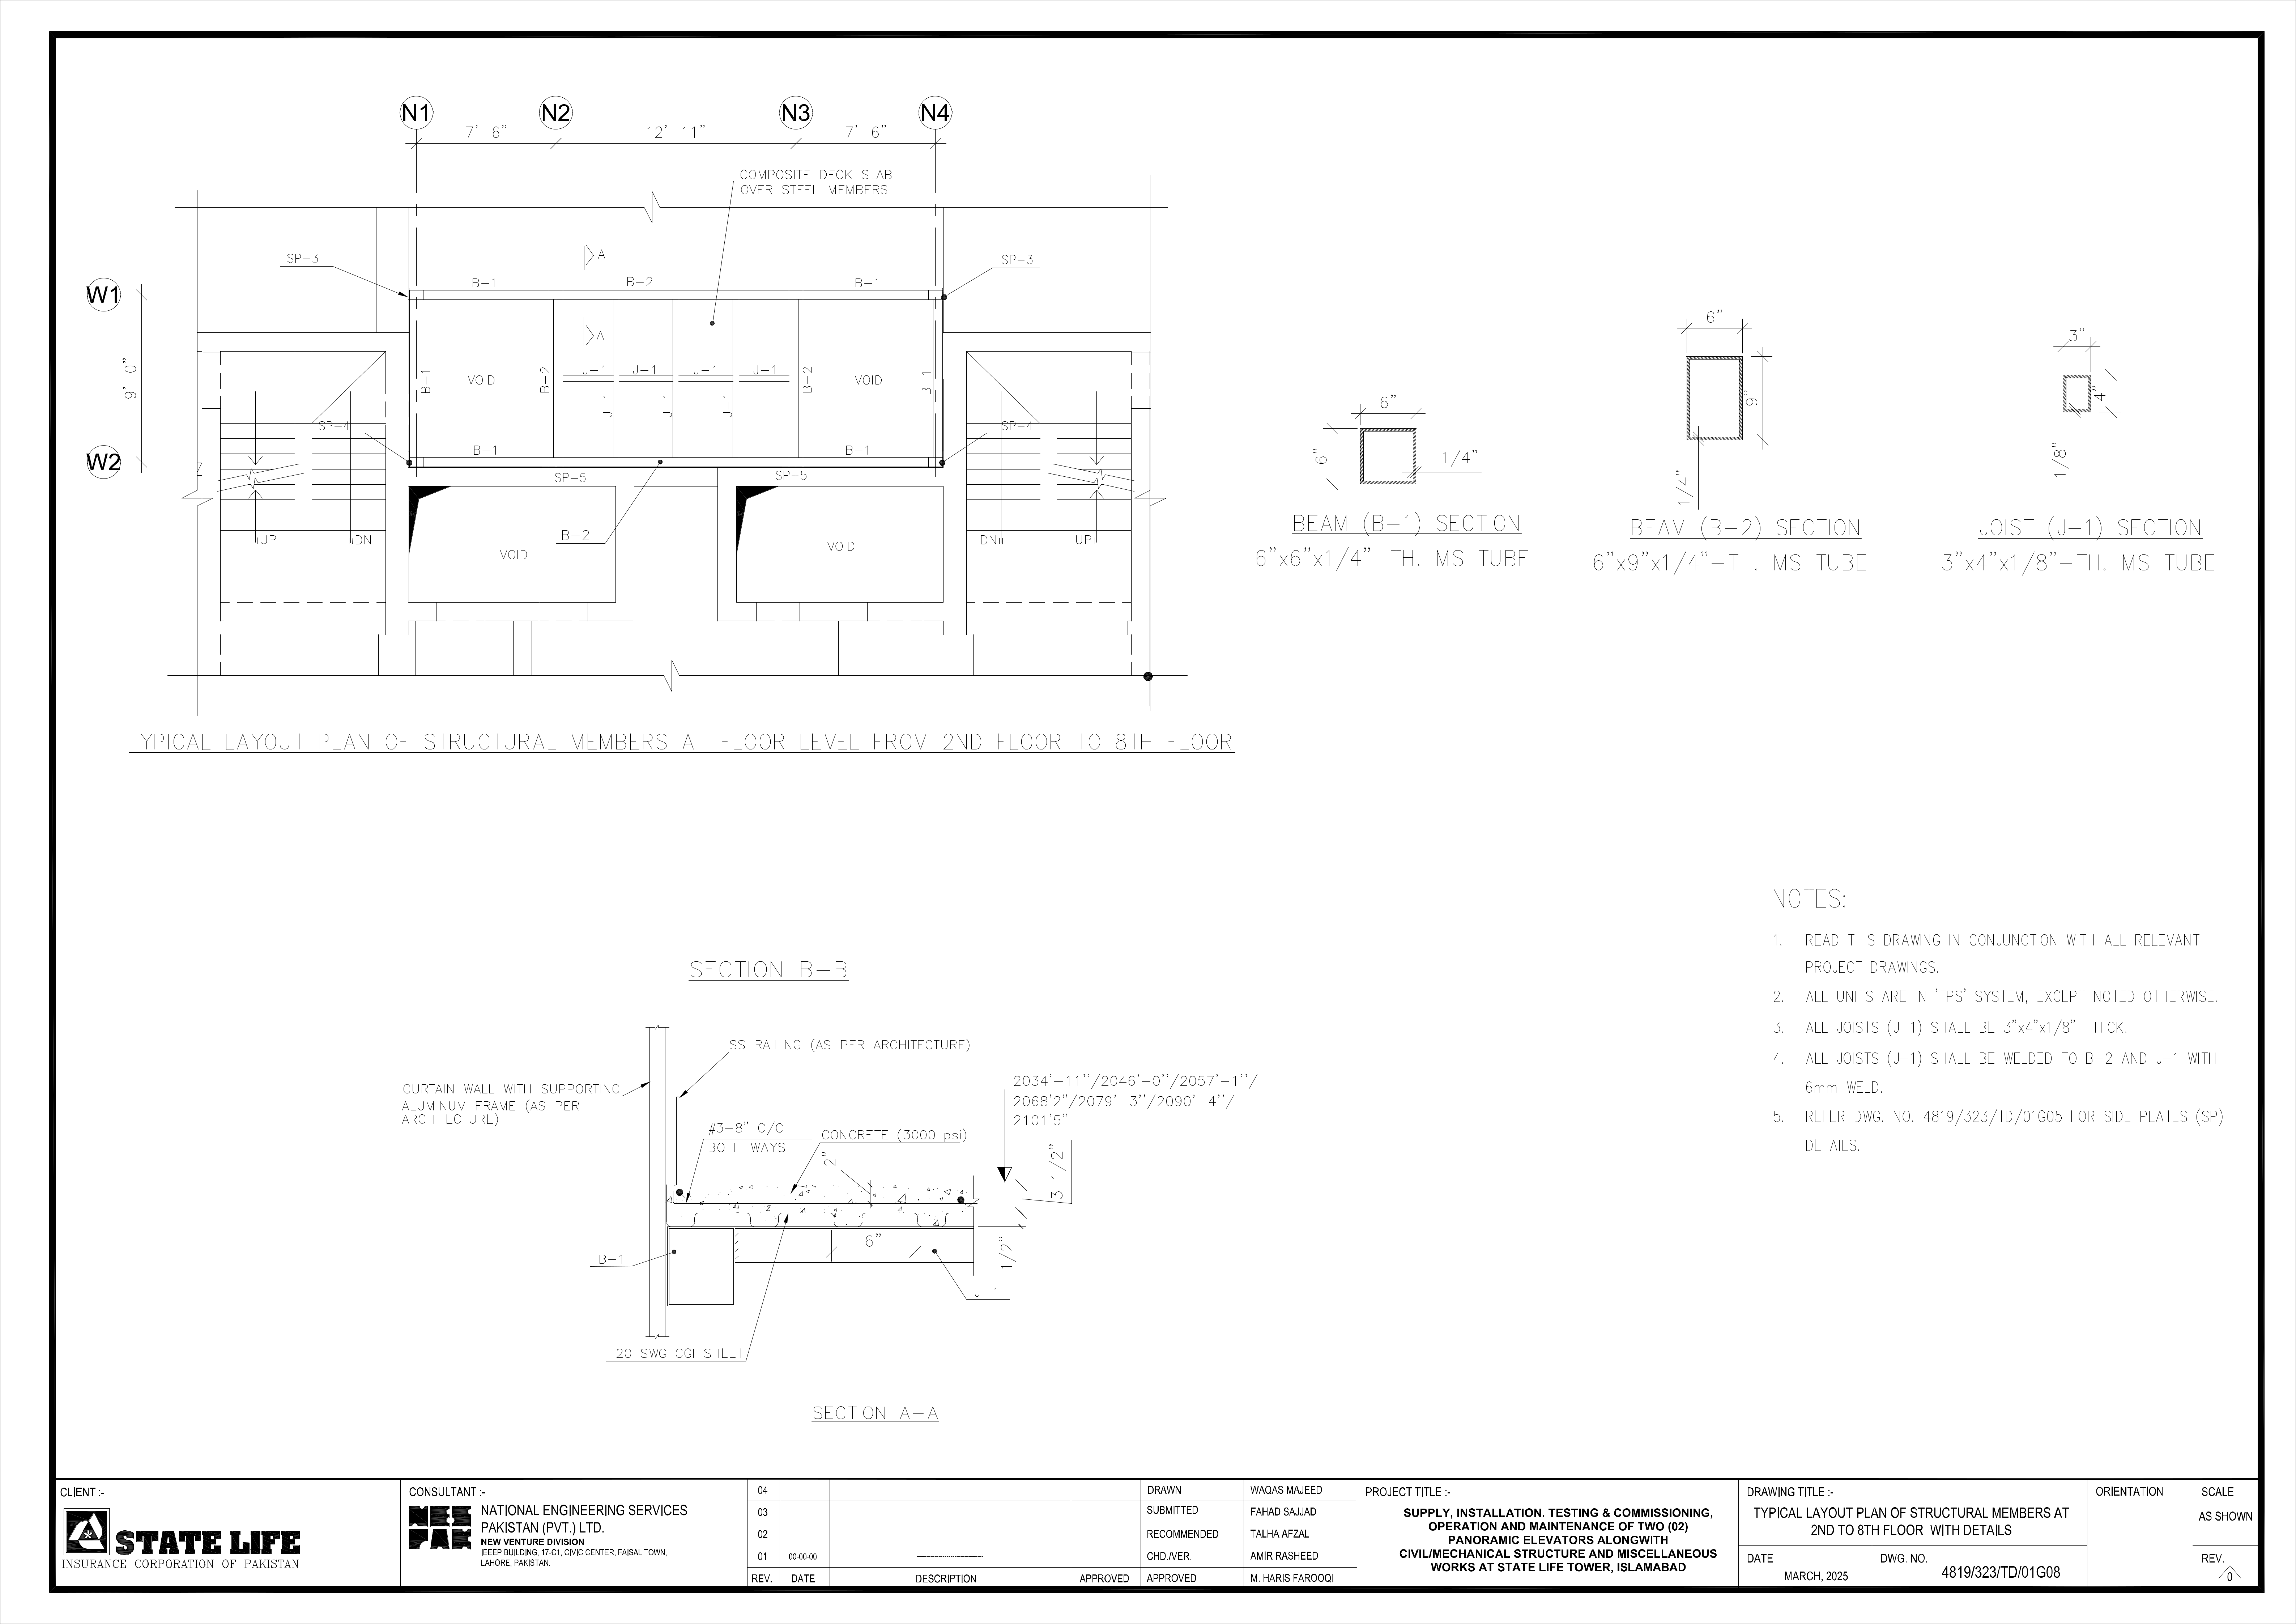 N1
N2
N3
N4
7'-6"
12'-11"
7'-6"
COMPOSITE DECK SLAB
OVER STEEL MEMBERS
SP-3
A
SP-3
W1
B-1
B-2
B-1
A
9'-0"
VOID
B-1
B-2
J-1
J-1
J-1
J-1
B-2
VOID
B-1
J-1
J-1
J-1
SP-4
SP-4
W2
B-1
B-1
SP-5
SP-5
B-2
UP
DN
VOID
VOID
DN
UP
TYPICAL LAYOUT PLAN OF STRUCTURAL MEMBERS AT FLOOR LEVEL FROM 2ND FLOOR TO 8TH FLOOR
6"
6"
1/4"
BEAM (B-1) SECTION
6"x6"x1/4"-TH. MS TUBE
6"
9"
1/4"
BEAM (B-2) SECTION
6"x9"x1/4"-TH. MS TUBE
3"
4"
1/8"
JOIST (J-1) SECTION
3"x4"x1/8"-TH. MS TUBE
NOTES:
1. READ THIS DRAWING IN CONJUNCTION WITH ALL RELEVANT
PROJECT DRAWINGS.
2. ALL UNITS ARE IN 'FPS' SYSTEM, EXCEPT NOTED OTHERWISE.
3. ALL JOISTS (J-1) SHALL BE 3"x4"x1/8"-THICK.
4. ALL JOISTS (J-1) SHALL BE WELDED TO B-2 AND J-1 WITH
6mm WELD.
5. REFER DWG. NO. 4819/323/TD/01G05 FOR SIDE PLATES (SP)
DETAILS.
SECTION B-B
SS RAILING (AS PER ARCHITECTURE)
CURTAIN WALL WITH SUPPORTING
ALUMINUM FRAME (AS PER
ARCHITECTURE)
2034'-11''/2046'-0''/2057'-1''/
2068'2"/2079'-3''/2090'-4''/
2101'5"
#3-8" C/C
BOTH WAYS
CONCRETE (3000 psi)
2"
3 1/2"
6"
1/2"
B-1
J-1
20 SWG CGI SHEET
SECTION A-A
CLIENT :-
STATE LIFE
INSURANCE CORPORATION OF PAKISTAN
CONSULTANT :-
NES
PAK
NATIONAL ENGINEERING SERVICES
PAKISTAN (PVT.) LTD.
NEW VENTURE DIVISION
IEEEP BUILDING, 17-C1, CIVIC CENTER, FAISAL TOWN,
LAHORE, PAKISTAN.
04
03
02
01 00-00-00 ------------------------------
REV. DATE DESCRIPTION APPROVED
DRAWN WAQAS MAJEED
SUBMITTED FAHAD SAJJAD
RECOMMENDED TALHA AFZAL
CHD./VER. AMIR RASHEED
APPROVED M. HARIS FAROOQI
PROJECT TITLE :-
SUPPLY, INSTALLATION. TESTING & COMMISSIONING,
OPERATION AND MAINTENANCE OF TWO (02)
PANORAMIC ELEVATORS ALONGWITH
CIVIL/MECHANICAL STRUCTURE AND MISCELLANEOUS
WORKS AT STATE LIFE TOWER, ISLAMABAD
DRAWING TITLE :-
TYPICAL LAYOUT PLAN OF STRUCTURAL MEMBERS AT
2ND TO 8TH FLOOR WITH DETAILS
DATE
MARCH, 2025
DWG. NO.
4819/323/TD/01G08
ORIENTATION
SCALE
AS SHOWN
REV.
0